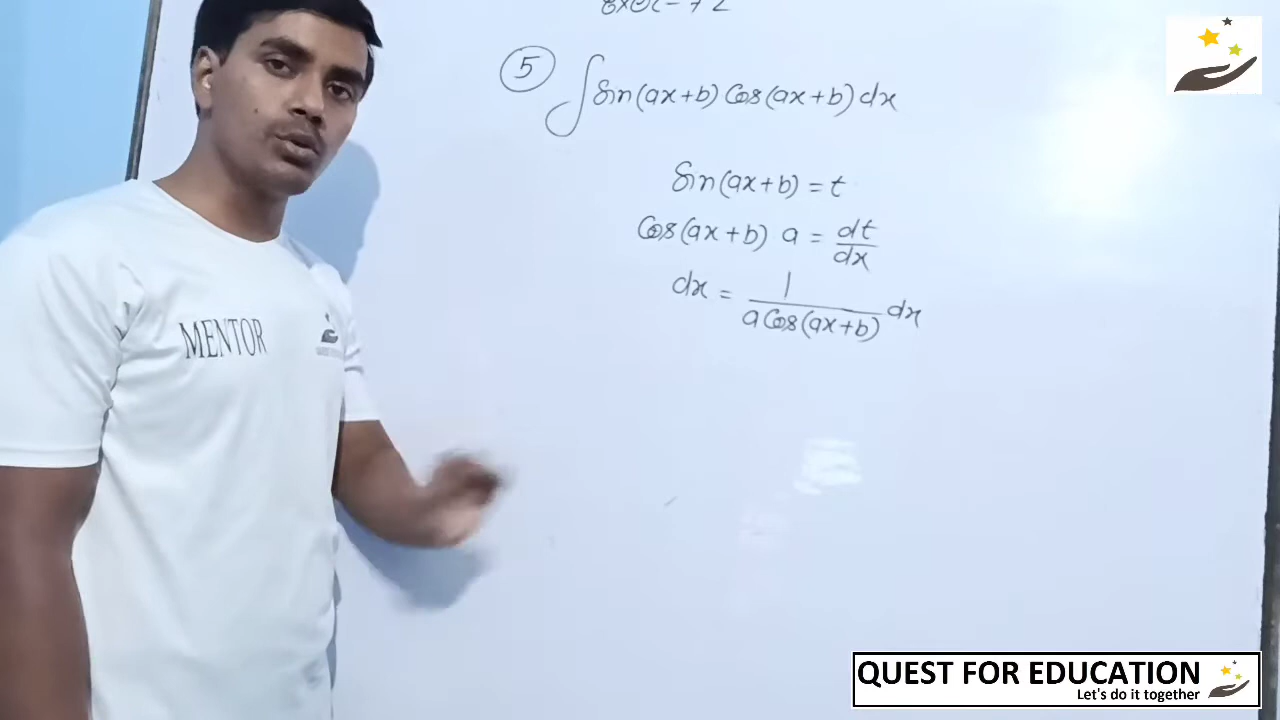 ⑤ ∫ Sin(ax+b) Cos(ax+b) dx
Sin(ax+b) = t
Cos(ax+b) a = dt/dx
dx = 1/(a Cos(ax+b)) dx
MENTOR
QUEST FOR EDUCATION
Let's do it together